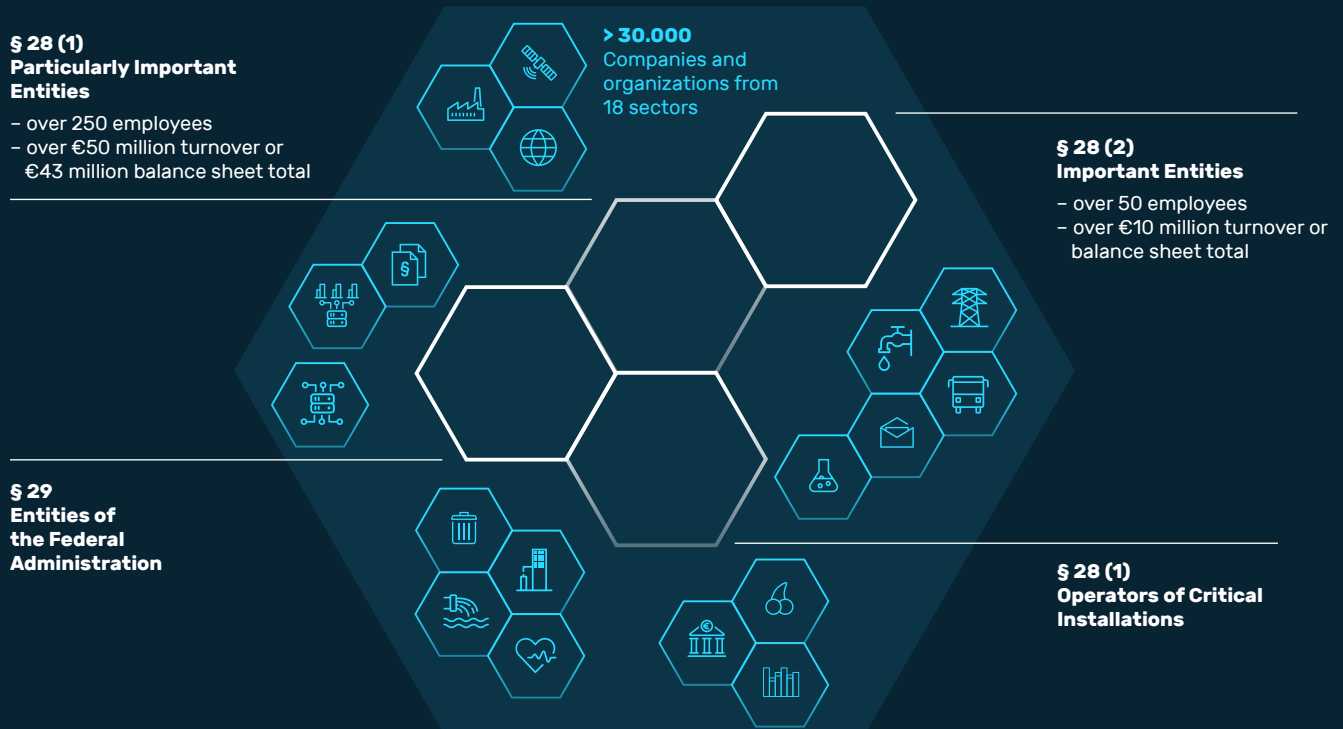 § 28 (1)
Particularly Important
Entities
– over 250 employees
– over €50 million turnover or
€43 million balance sheet total
> 30.000
Companies and
organizations from
18 sectors
§ 28 (2)
Important Entities
– over 50 employees
– over €10 million turnover or
balance sheet total
§
§ 29
Entities of
the Federal
Administration
€
§ 28 (1)
Operators of Critical
Installations